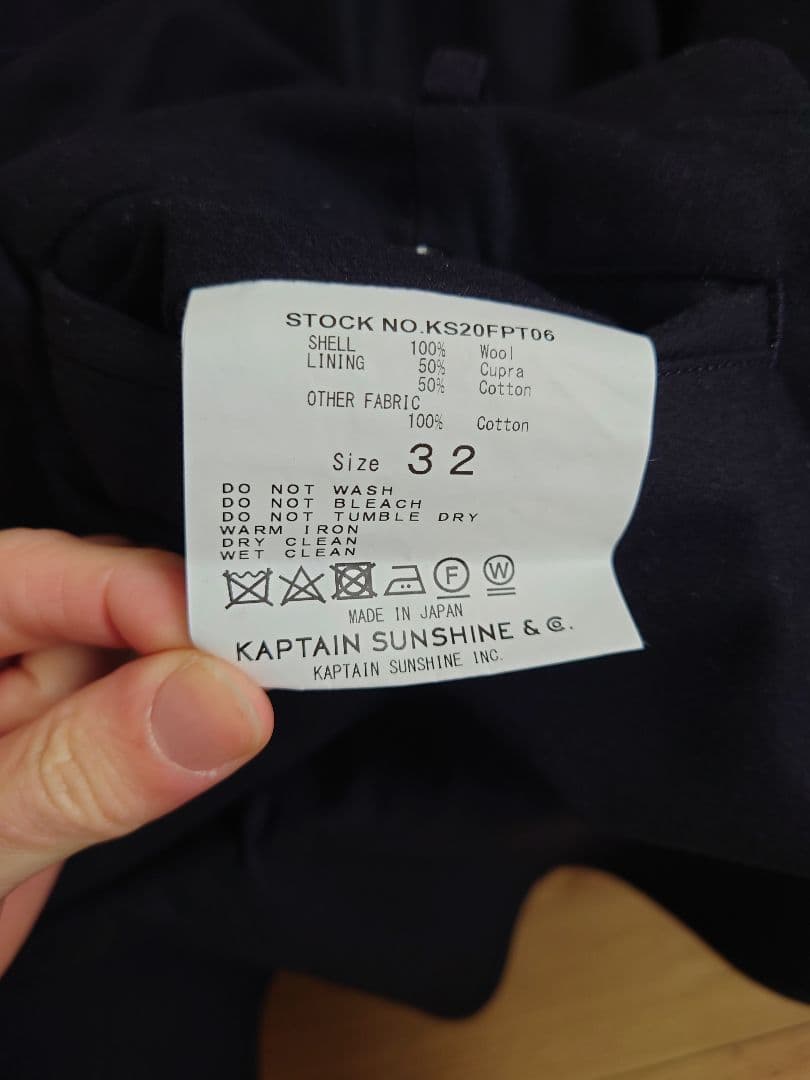 STOCK NO.KS20FPT06
SHELL 100% Wool
LINING 50% Cupra
50% Cotton
OTHER FABRIC
100% Cotton
Size 32
DO NOT WASH
DO NOT BLEACH
DO NOT TUMBLE DRY
WARM IRON
DRY CLEAN
WET CLEAN
F W
MADE IN JAPAN
KAPTAIN SUNSHINE & Co.
KAPTAIN SUNSHINE INC.